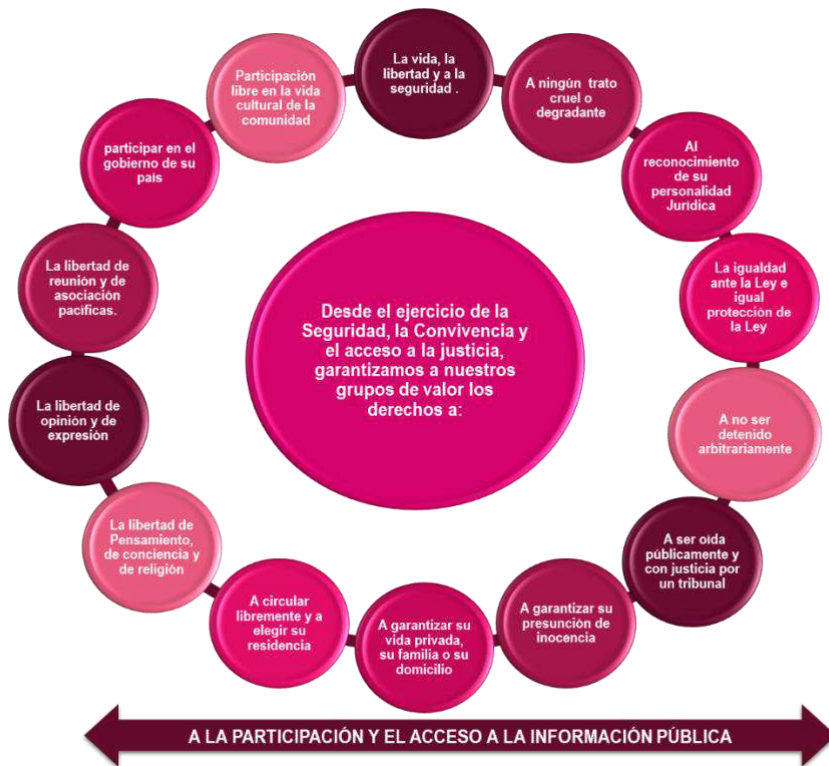 La vida, la
libertad y a la
seguridad .
A ningún trato
cruel o
degradante
Al
reconocimiento
de su
personalidad
Jurídica
La igualdad
ante la Ley e
igual
protección de
la Ley
A no ser
detenido
arbitrariamente
A ser oída
públicamente y
con justicia por
un tribunal
A garantizar su
presunción de
inocencia
A garantizar su
vida privada,
su familia o su
domicilio
A circular
libremente y a
elegir su
residencia
La libertad de
Pensamiento,
de conciencia y
de religión
La libertad de
opinión y de
expresión
La libertad de
reunión y de
asociación
pacificas.
participar en el
gobierno de su
país
Participación
libre en la vida
cultural de la
comunidad
Desde el ejercicio de la
Seguridad, la Convivencia y
el acceso a la justicia,
garantizamos a nuestros
grupos de valor los
derechos a:
A LA PARTICIPACIÓN Y EL ACCESO A LA INFORMACIÓN PÚBLICA